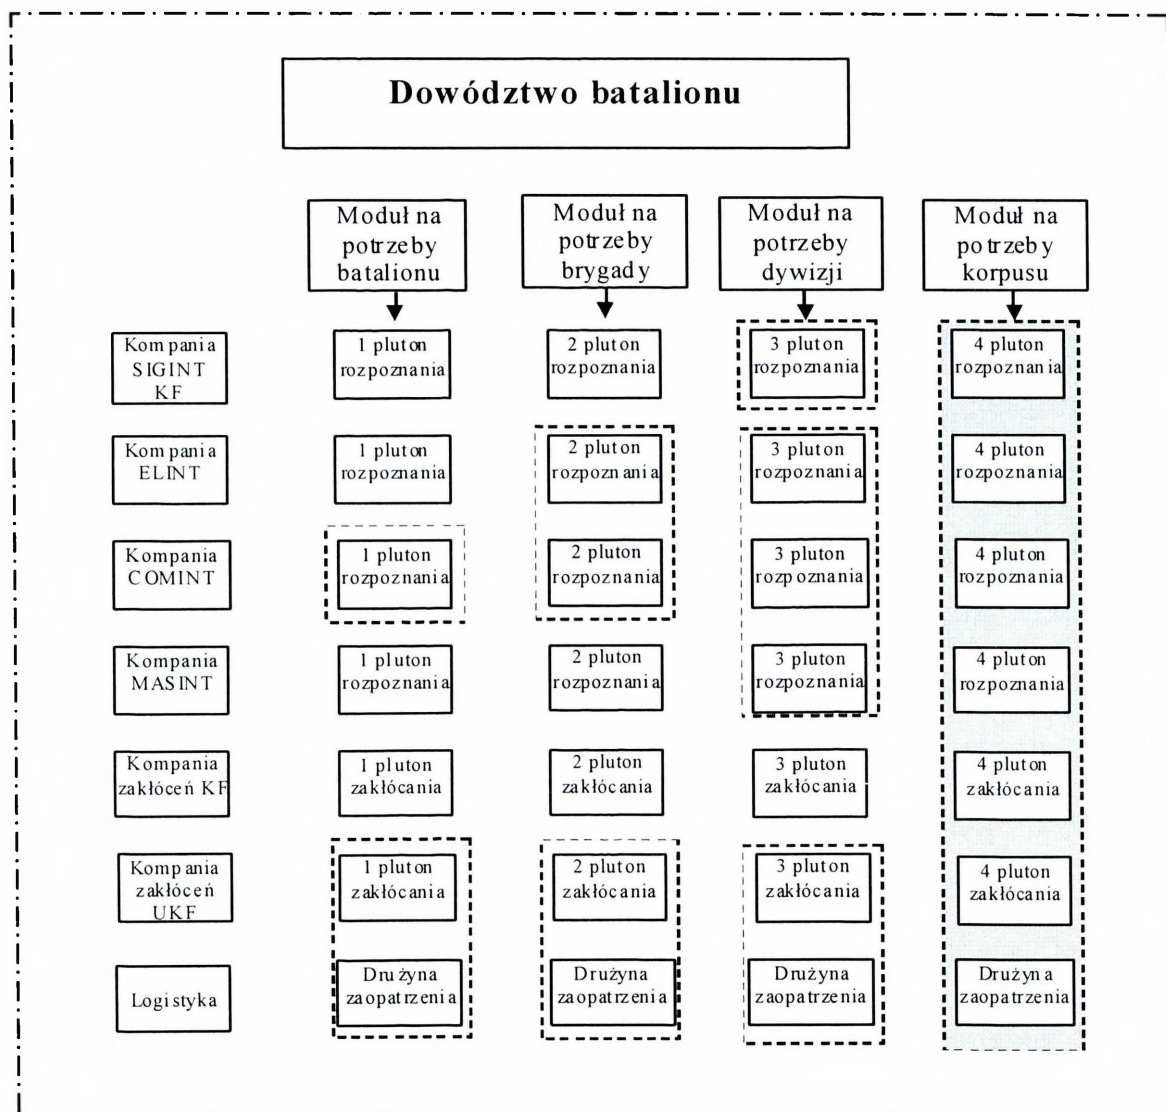 Dowództwo batalionu
Moduł na
potrzeby
batalionu
Moduł na
potrzeby
brygady
Moduł na
potrzeby
dywizji
Moduł na
potrzeby
korpusu
Kompania
SIGINT
KF
1 pluton
rozpoznania
2 pluton
rozpoznania
3 pluton
rozpoznania
4 pluton
rozpoznania
Kompania
ELINT
1 pluton
rozpoznania
2 pluton
rozpoznania
3 pluton
rozpoznania
4 pluton
rozpoznania
Kompania
COMINT
1 pluton
rozpoznania
2 pluton
rozpoznania
3 pluton
rozpoznania
4 pluton
rozpoznania
Kompania
MASINT
1 pluton
rozpoznania
2 pluton
rozpoznania
3 pluton
rozpoznania
4 pluton
rozpoznania
Kompania
zakłóceń KF
1 pluton
zakłócania
2 pluton
zakłócania
3 pluton
zakłócania
4 pluton
zakłócania
Kompania
zakłóceń
UKF
1 pluton
zakłócania
2 pluton
zakłócania
3 pluton
zakłócania
4 pluton
zakłócania
Logistyka
Drużyna
zaopatrzenia
Drużyna
zaopatrzenia
Drużyna
zaopatrzenia
Drużyna
zaopatrzenia